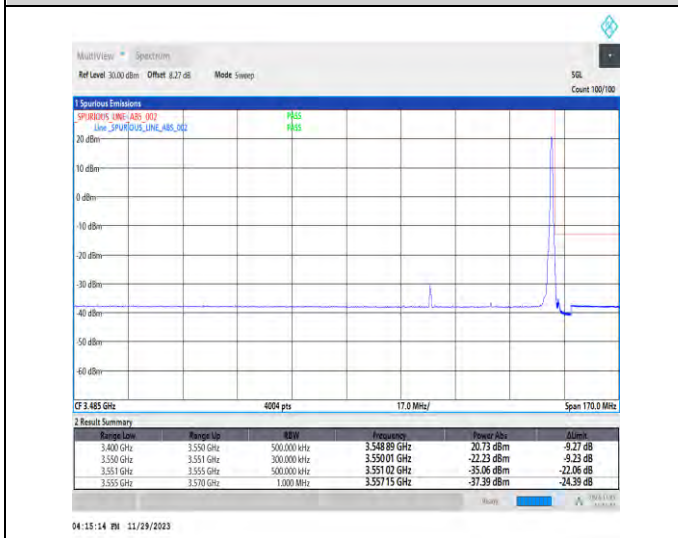 MultiView Spectrum
Ref Level 30.00 dBm Offset 8.27 dB Mode Sweep SGL
Count 100/100
1 Spurious Emissions
_SPURIOUS_LINE_ABS_002 PASS
Line _SPURIOUS_LINE_ABS_002 PASS
20 dBm
10 dBm
0 dBm
-10 dBm
-20 dBm
-30 dBm
-40 dBm
-50 dBm
-60 dBm
CF 3.485 GHz 4004 pts 17.0 MHz/ Span 170.0 MHz
2 Result Summary
Range Low Range Up RBW Frequency Power Abs ΔLimit
3.400 GHz 3.550 GHz 500.000 kHz 3.548 89 GHz 20.73 dBm -9.27 dB
3.550 GHz 3.551 GHz 300.000 kHz 3.550 01 GHz -22.23 dBm -9.23 dB
3.551 GHz 3.555 GHz 500.000 kHz 3.551 02 GHz -35.06 dBm -22.06 dB
3.555 GHz 3.570 GHz 1.000 MHz 3.557 15 GHz -37.39 dBm -24.39 dB
Ready
04:15:14 PM 11/29/2023